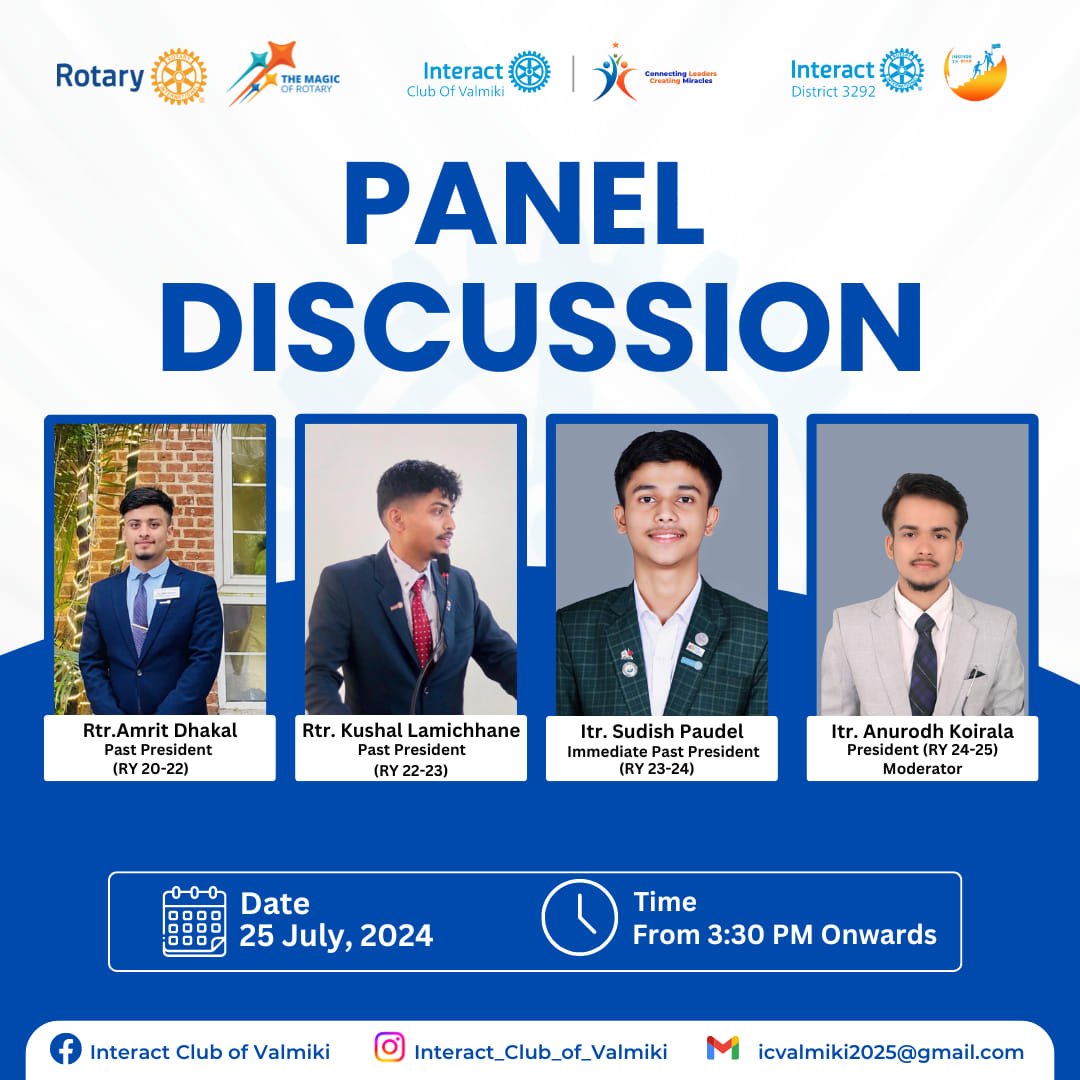 Rotary
THE MAGIC
OF ROTARY
Interact
Club Of Valmiki
Connecting Leaders
Creating Miracles
Interact
District 3292
PANEL
DISCUSSION
Rtr.Amrit Dhakal
Past President
(RY 20-22)
Rtr. Kushal Lamichhane
Past President
(RY 22-23)
Itr. Sudish Paudel
Immediate Past President
(RY 23-24)
Itr. Anurodh Koirala
President (RY 24-25)
Moderator
Date
25 July, 2024
Time
From 3:30 PM Onwards
Interact Club of Valmiki
Interact_Club_of_Valmiki
icvalmiki2025@gmail.com